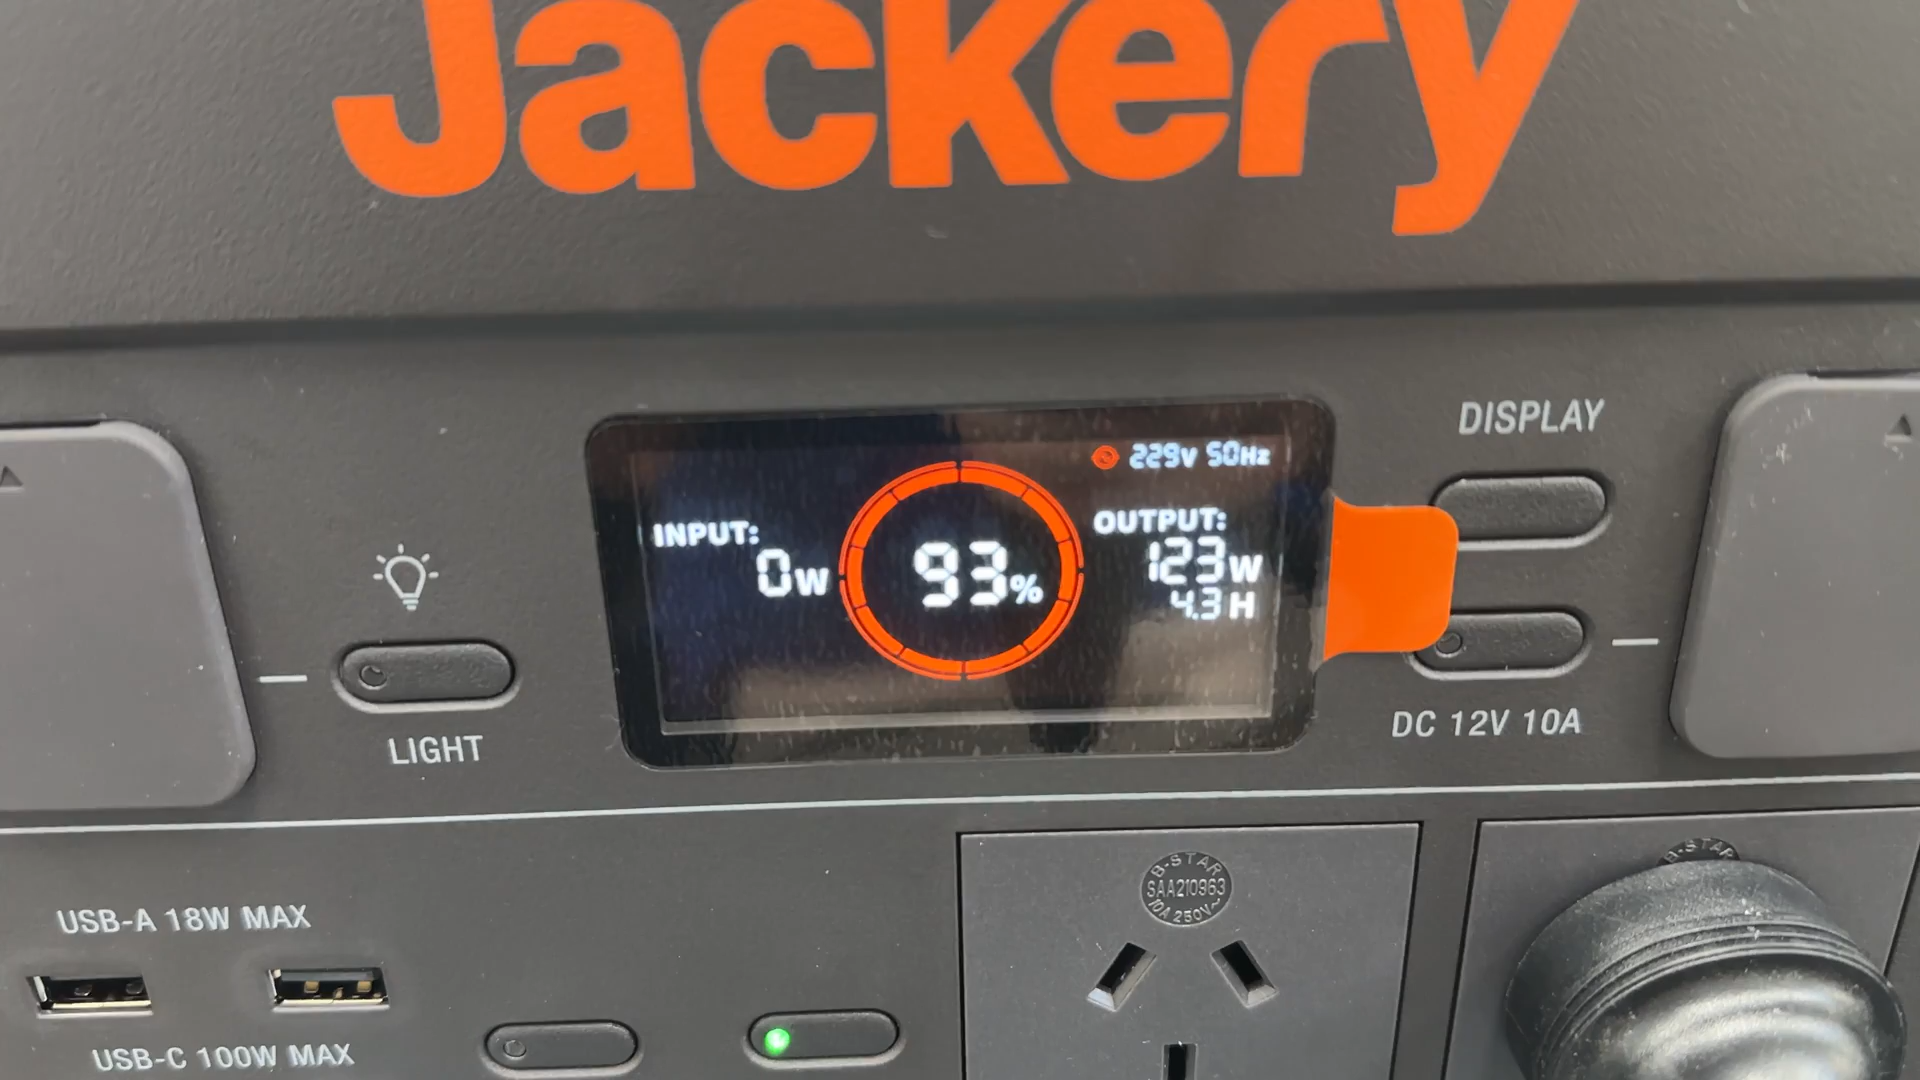 Jackery
DISPLAY
229V 50Hz
INPUT:
0W
93%
OUTPUT:
123W
4.3 H
LIGHT
DC 12V 10A
B-STAR
SAA210963
10A 250V~
B-STAR
USB-A 18W MAX
USB-C 100W MAX